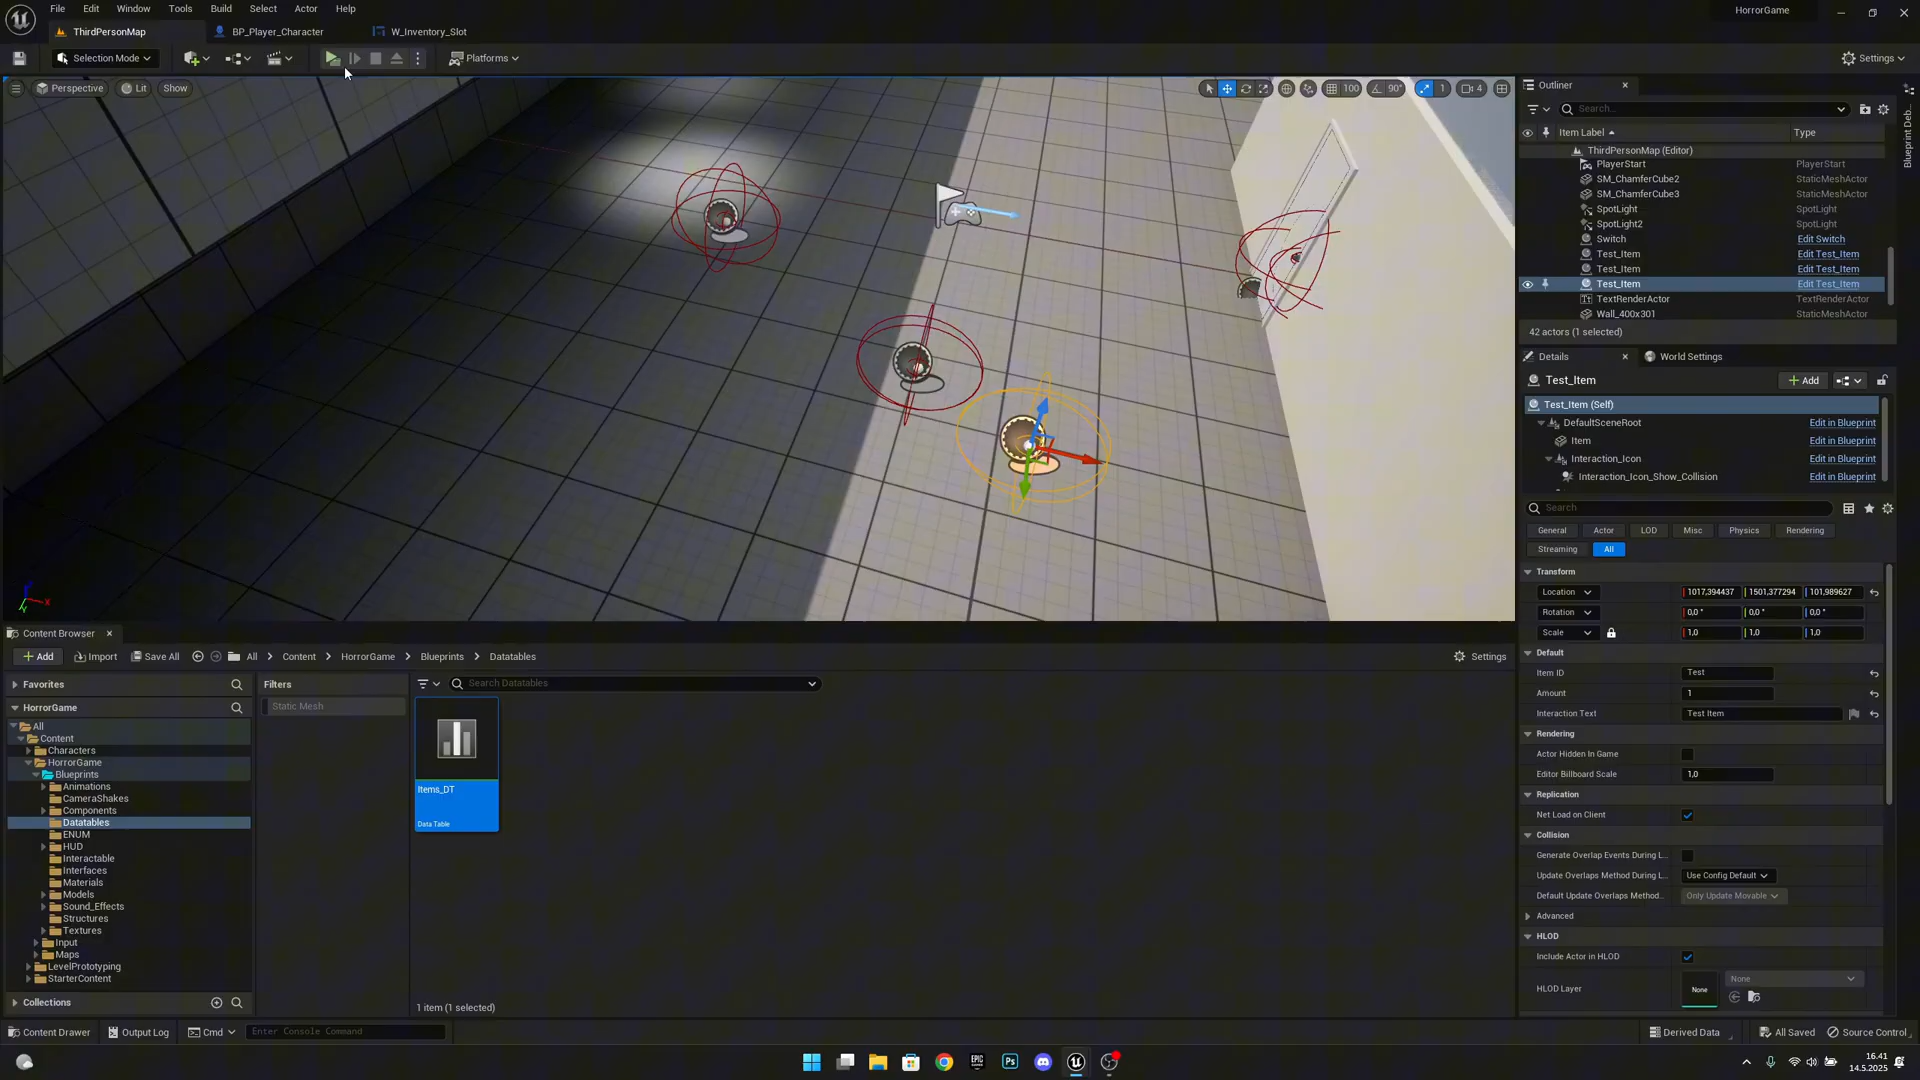 File Edit Window Tools Build Select Actor Help
HorrorGame
ThirdPersonMap BP_Player_Character W_Inventory_Slot
Selection Mode Platforms Settings
Perspective Lit Show
100 90° 1 4
Outliner
Search...
Item Label Type
ThirdPersonMap (Editor)
PlayerStart PlayerStart
SM_ChamferCube2 StaticMeshActor
SM_ChamferCube3 StaticMeshActor
SpotLight SpotLight
SpotLight2 SpotLight
Switch Edit Switch
Test_Item Edit Test_Item
Test_Item Edit Test_Item
Test_Item Edit Test_Item
TextRenderActor TextRenderActor
Wall_400x301 StaticMeshActor
42 actors (1 selected)
Blueprint Deb...
Details World Settings
Test_Item
Add
Test_Item (Self)
DefaultSceneRoot Edit in Blueprint
Item Edit in Blueprint
Interaction_Icon Edit in Blueprint
Interaction_Icon_Show_Collision Edit in Blueprint
Search
General Actor LOD Misc Physics Rendering
Streaming All
Transform
Location 1017,394437 1501,377294 101,989627
Rotation 0,0 ° 0,0 ° 0,0 °
Scale 1,0 1,0 1,0
Default
Item ID Test
Amount 1
Interaction Text Test Item
Rendering
Actor Hidden In Game
Editor Billboard Scale 1,0
Replication
Net Load on Client
Collision
Generate Overlap Events During L...
Update Overlaps Method During L... Use Config Default
Default Update Overlaps Method... Only Update Movable
Advanced
HLOD
Include Actor in HLOD
HLOD Layer None None
Content Browser
Add Import Save All All Content HorrorGame Blueprints Datatables Settings
Favorites
HorrorGame
All
Content
Characters
HorrorGame
Blueprints
Animations
CameraShakes
Components
Datatables
ENUM
HUD
Interactable
Interfaces
Materials
Models
Sound_Effects
Structures
Textures
Input
Maps
LevelPrototyping
StarterContent
Collections
Filters
Static Mesh
Search Datatables
Items_DT
Data Table
1 item (1 selected)
Content Drawer Output Log Cmd Enter Console Command Derived Data All Saved Source Control
Ps
16.41
14.5.2025